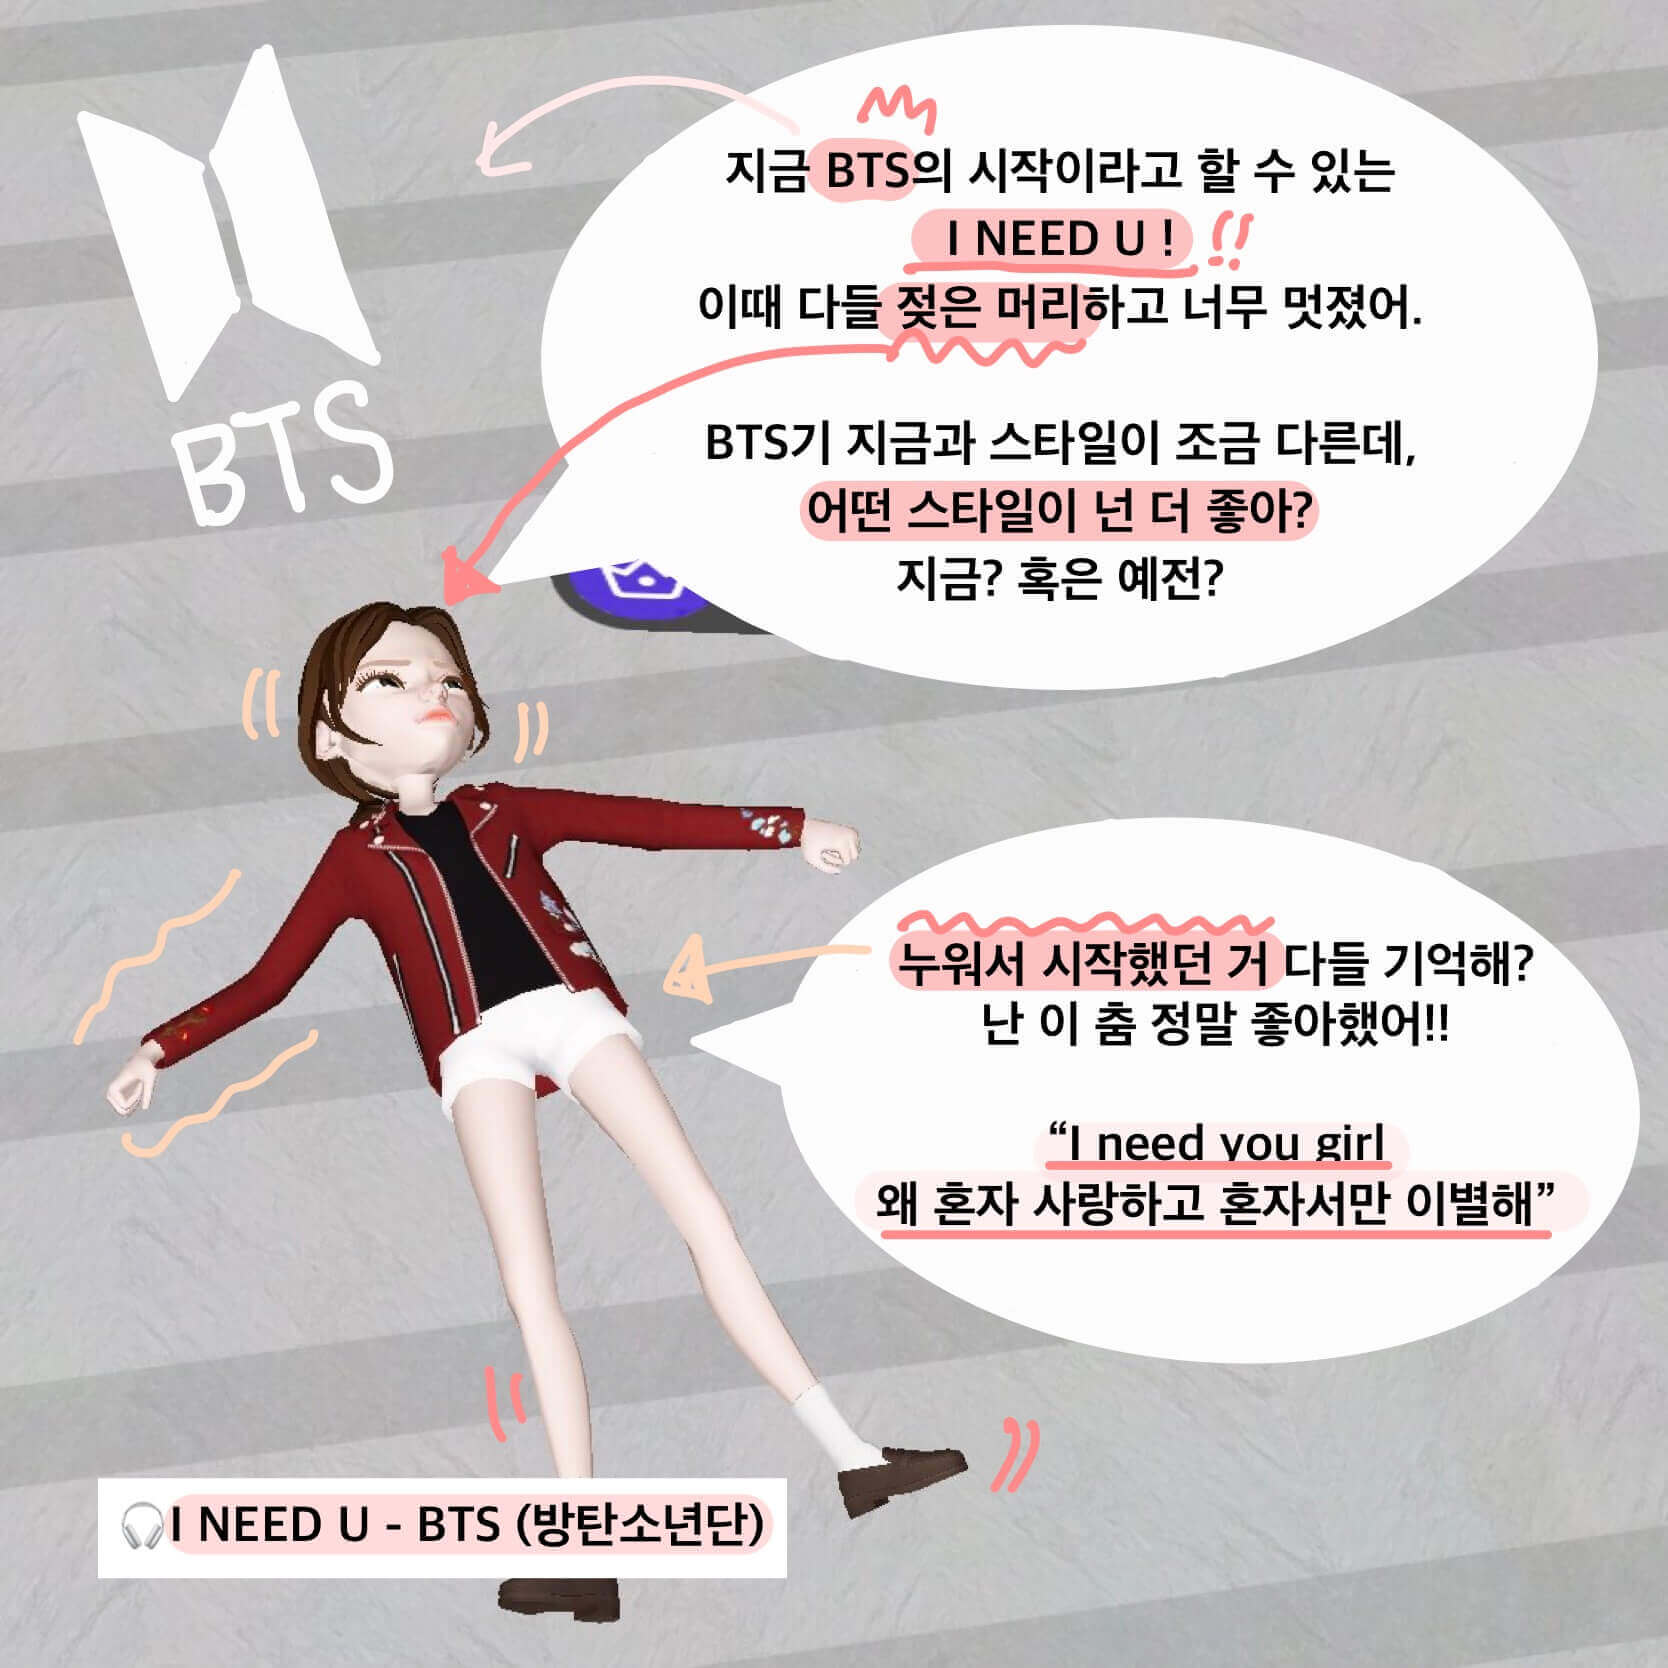 BTS
지금 BTS의 시작이라고 할 수 있는
I NEED U !
!!
이때 다들 젖은 머리하고 너무 멋졌어.
BTS기 지금과 스타일이 조금 다른데,
어떤 스타일이 넌 더 좋아?
지금? 혹은 예전?
누워서 시작했던 거 다들 기억해?
난 이 춤 정말 좋아했어!!
“I need you girl
왜 혼자 사랑하고 혼자서만 이별해”
🎧I NEED U - BTS (방탄소년단)